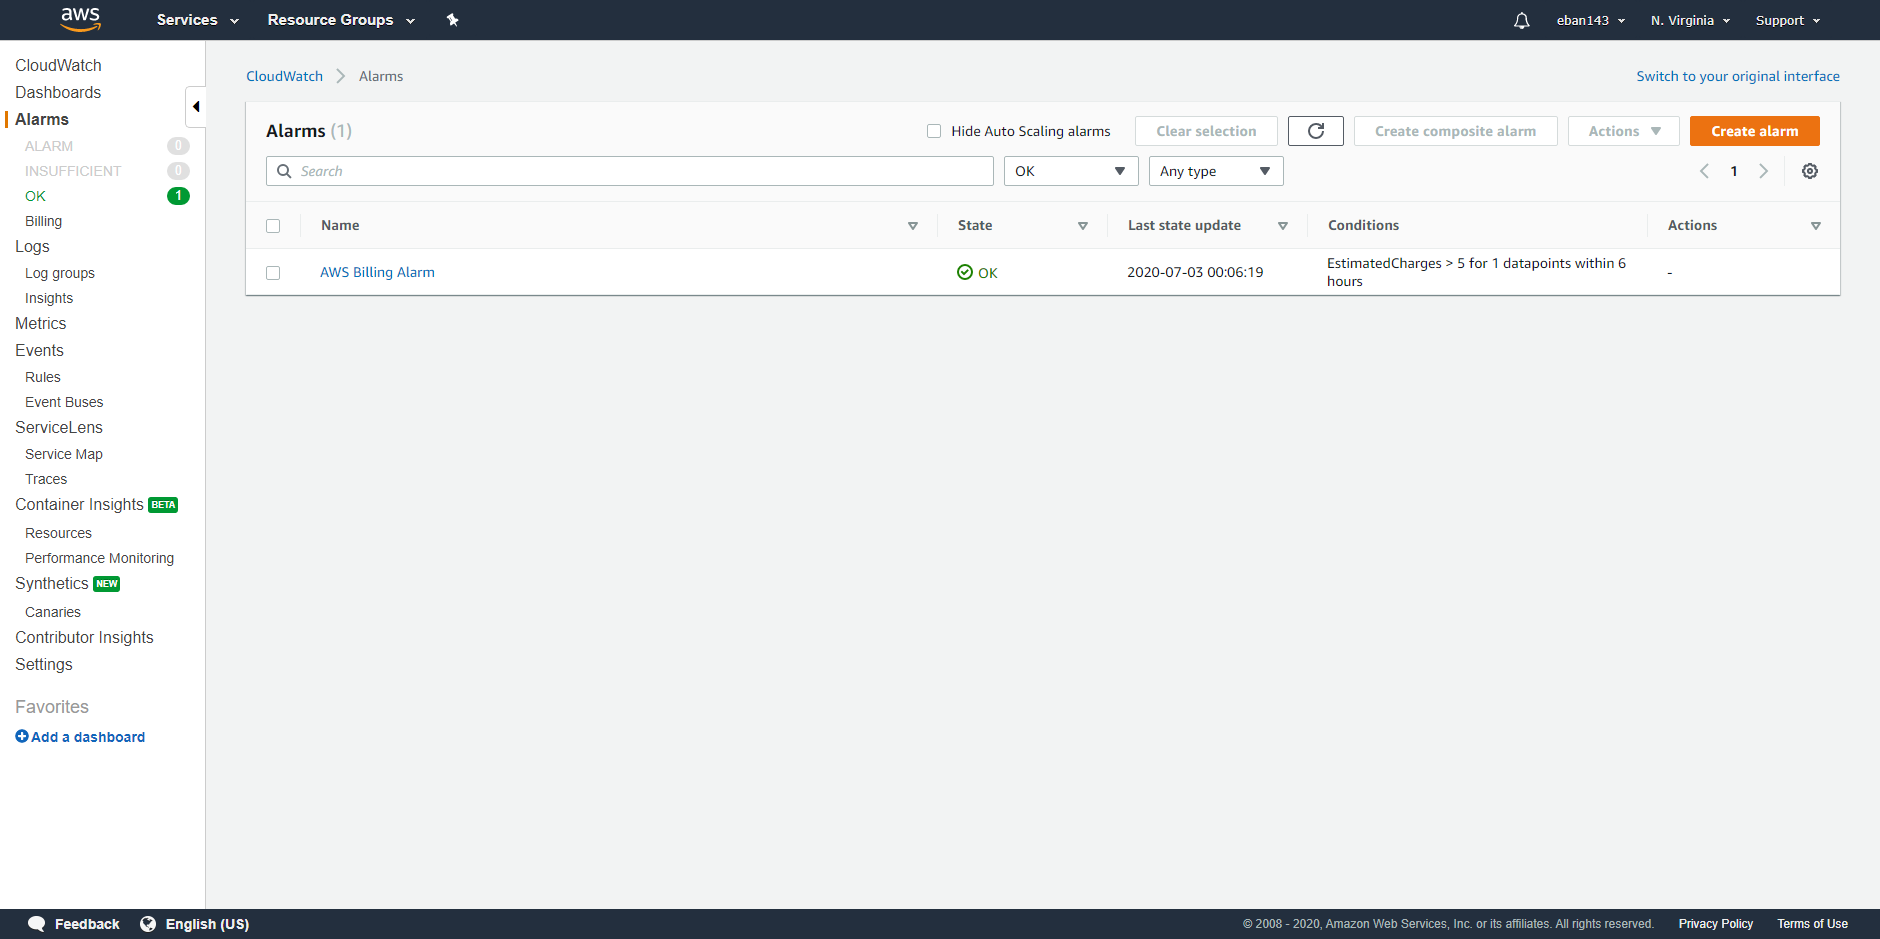 aws
Services
Resource Groups
eban143
N. Virginia
Support
CloudWatch
Dashboards
Alarms
ALARM 0
INSUFFICIENT 0
OK 1
Billing
Logs
Log groups
Insights
Metrics
Events
Rules
Event Buses
ServiceLens
Service Map
Traces
Container Insights BETA
Resources
Performance Monitoring
Synthetics NEW
Canaries
Contributor Insights
Settings
Favorites
Add a dashboard
CloudWatch
Alarms
Switch to your original interface
Alarms (1)
Hide Auto Scaling alarms
Clear selection
Create composite alarm
Actions
Create alarm
Search
OK
Any type
1
Name
State
Last state update
Conditions
Actions
AWS Billing Alarm
OK
2020-07-03 00:06:19
EstimatedCharges > 5 for 1 datapoints within 6
hours
-
Feedback
English (US)
© 2008 - 2020, Amazon Web Services, Inc. or its affiliates. All rights reserved.
Privacy Policy
Terms of Use